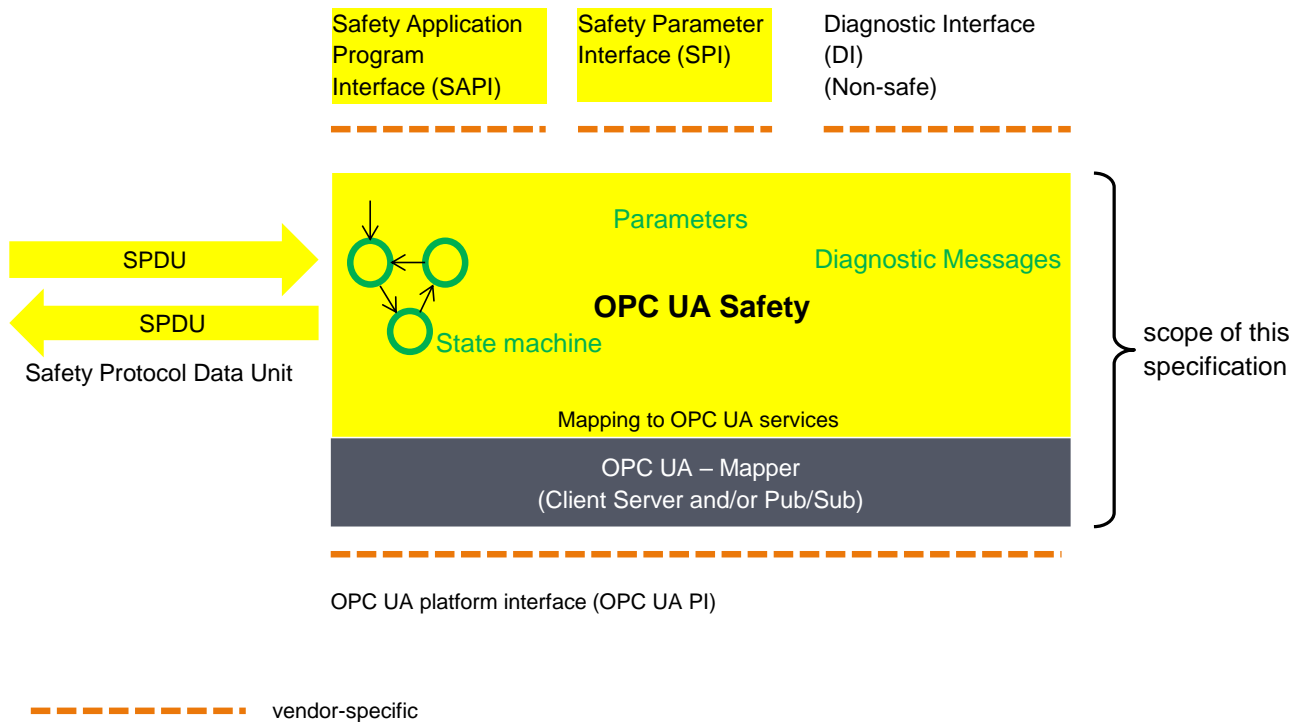 Safety Application
Program
Interface (SAPI)
Safety Parameter
Interface (SPI)
Diagnostic Interface
(DI)
(Non-safe)
Parameters
SPDU
Diagnostic Messages
OPC UA Safety
SPDU
State machine
scope of this
specification
Safety Protocol Data Unit
Mapping to OPC UA services
OPC UA – Mapper
(Client Server and/or Pub/Sub)
OPC UA platform interface (OPC UA PI)
vendor-specific